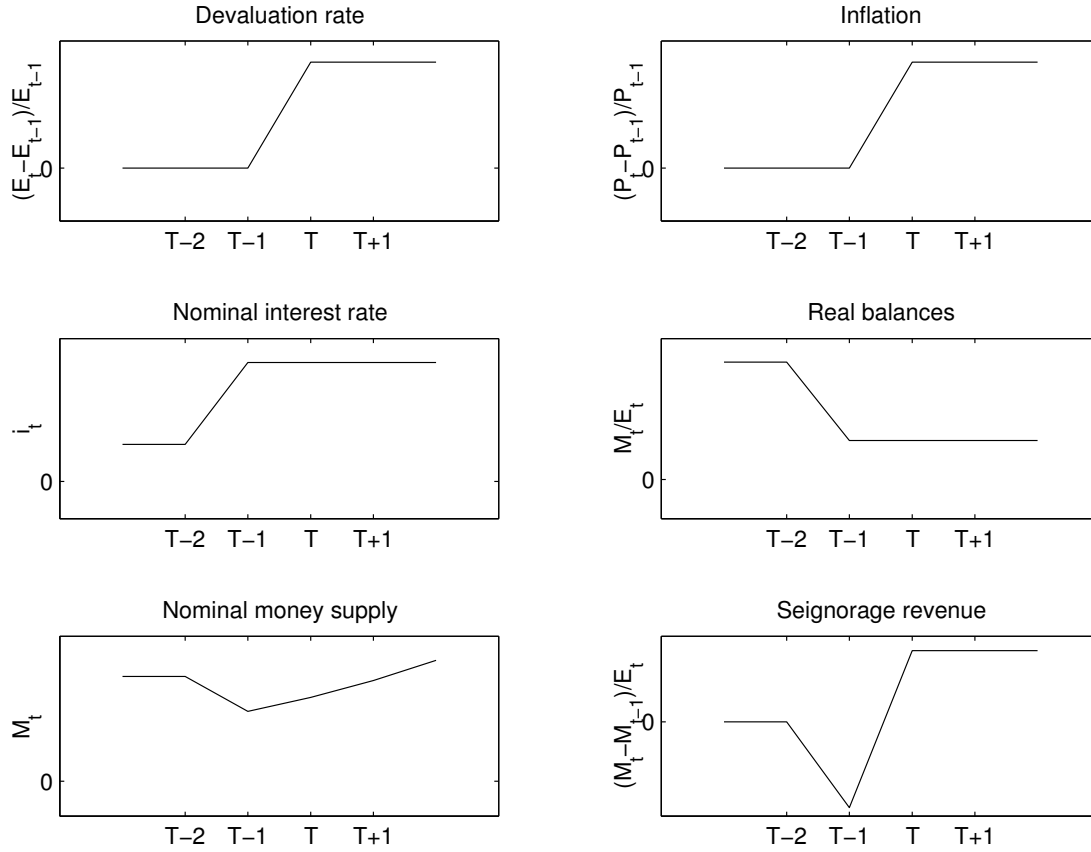 Devaluation rate
(E_t−E_{t−1})/E_{t−1}
0
T−2 T−1 T T+1
Inflation
(P_t−P_{t−1})/P_{t−1}
0
T−2 T−1 T T+1
Nominal interest rate
i_t
0
T−2 T−1 T T+1
Real balances
M_t/E_t
0
T−2 T−1 T T+1
Nominal money supply
M_t
0
T−2 T−1 T T+1
Seignorage revenue
(M_t−M_{t−1})/E_t
0
T−2 T−1 T T+1